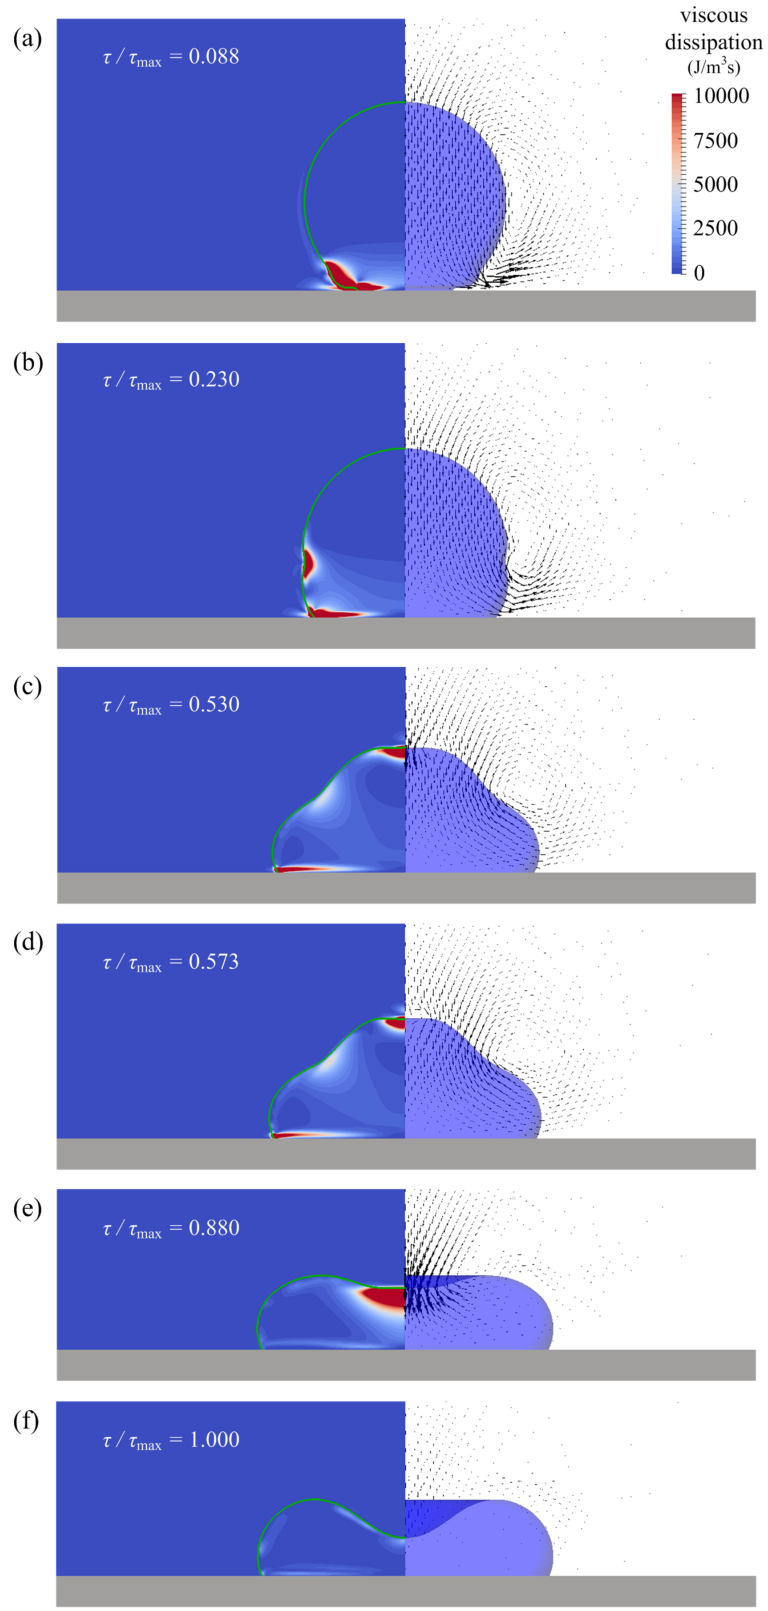 (a)
τ / τmax = 0.088
viscous
dissipation
(J/m³s)
10000
7500
5000
2500
0
(b)
τ / τmax = 0.230
(c)
τ / τmax = 0.530
(d)
τ / τmax = 0.573
(e)
τ / τmax = 0.880
(f)
τ / τmax = 1.000